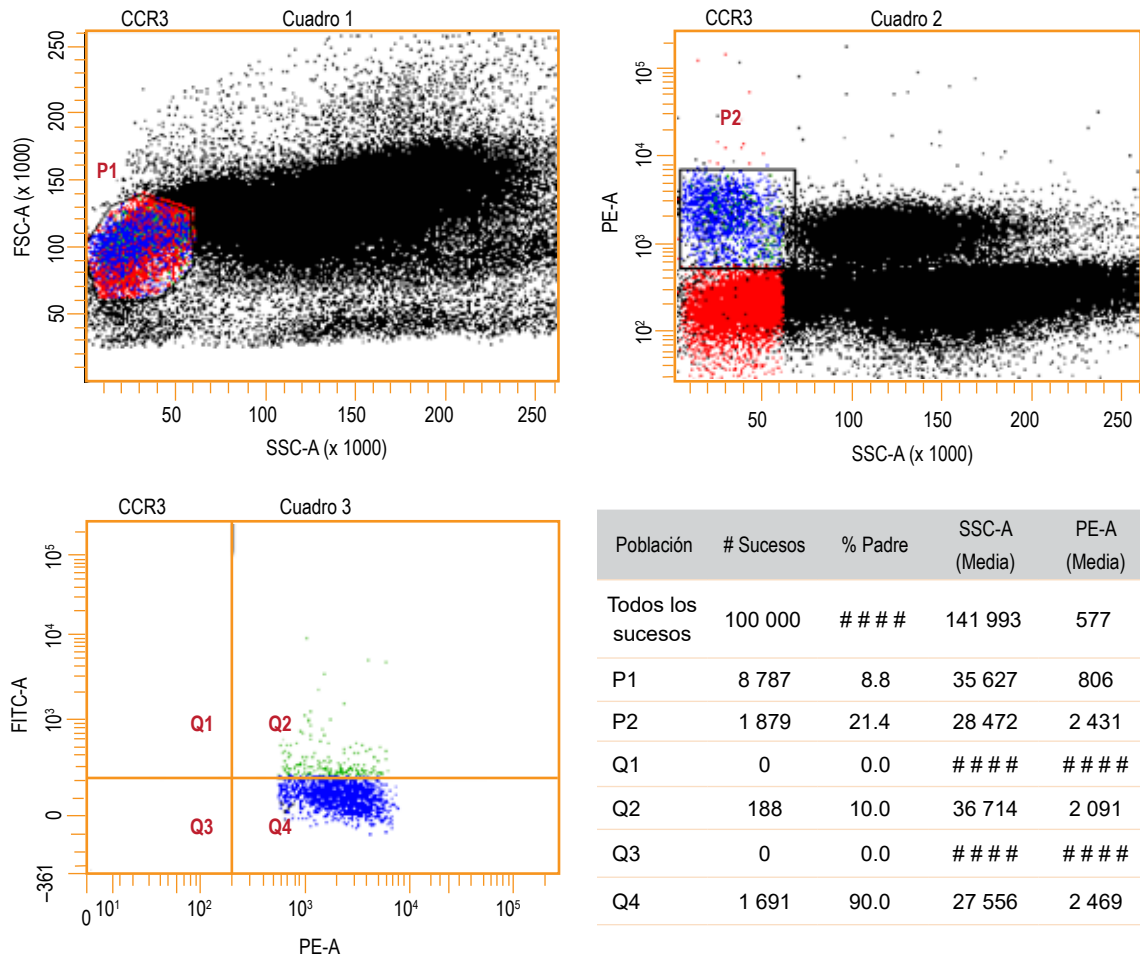 CCR3 Cuadro 1
FSC-A (x 1000)
250
200
150
100
50
P1
50 100 150 200 250
SSC-A (x 1000)
CCR3 Cuadro 2
PE-A
10⁵
10⁴
10³
10²
P2
50 100 150 200 250
SSC-A (x 1000)
CCR3 Cuadro 3
FITC-A
10⁵
10⁴
10³
0
−361
Q1 Q2
Q3 Q4
0 10¹ 10² 10³ 10⁴ 10⁵
PE-A
Población # Sucesos % Padre SSC-A (Media) PE-A (Media)
Todos los sucesos 100 000 # # # # 141 993 577
P1 8 787 8.8 35 627 806
P2 1 879 21.4 28 472 2 431
Q1 0 0.0 # # # # # # # #
Q2 188 10.0 36 714 2 091
Q3 0 0.0 # # # # # # # #
Q4 1 691 90.0 27 556 2 469